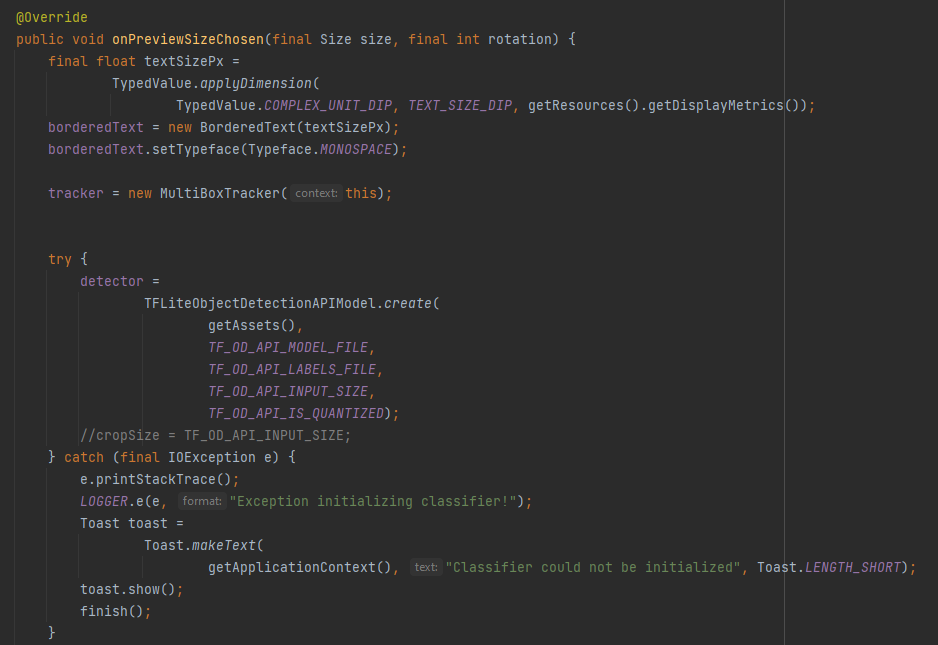 @Override
public void onPreviewSizeChosen(final Size size, final int rotation) {
    final float textSizePx =
            TypedValue.applyDimension(
                    TypedValue.COMPLEX_UNIT_DIP, TEXT_SIZE_DIP, getResources().getDisplayMetrics());
    borderedText = new BorderedText(textSizePx);
    borderedText.setTypeface(Typeface.MONOSPACE);
    tracker = new MultiBoxTracker( context: this);
    try {
        detector =
                TFLiteObjectDetectionAPIModel.create(
                        getAssets(),
                        TF_OD_API_MODEL_FILE,
                        TF_OD_API_LABELS_FILE,
                        TF_OD_API_INPUT_SIZE,
                        TF_OD_API_IS_QUANTIZED);
        //cropSize = TF_OD_API_INPUT_SIZE;
    } catch (final IOException e) {
        e.printStackTrace();
        LOGGER.e(e, format: "Exception initializing classifier!");
        Toast toast =
                Toast.makeText(
                        getApplicationContext(), text: "Classifier could not be initialized", Toast.LENGTH_SHORT);
        toast.show();
        finish();
    }